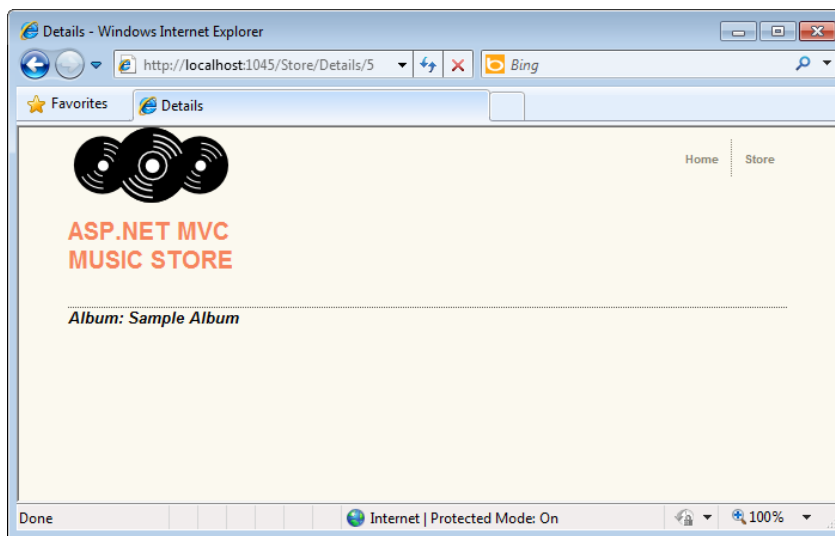 Details - Windows Internet Explorer
http://localhost:1045/Store/Details/5
Bing
Favorites
Details
Home
Store
ASP.NET MVC
MUSIC STORE
Album: Sample Album
Done
Internet | Protected Mode: On
100%